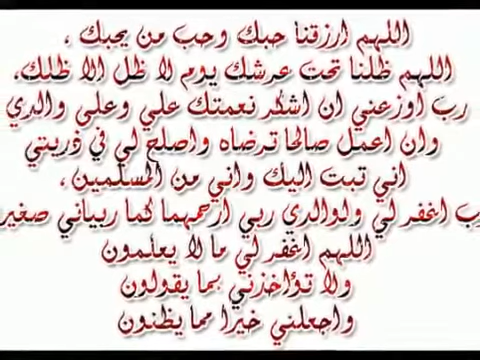 اللهم ارزقنا حبك وحب من يحبك ،
اللهم ظلنا تحت عرشك يوم لا ظل الا ظلك،
رب اوزعني ان اشكر نعمتك علي وعلى والدي
وان اعمل صالحا ترضاه واصلح لي في ذريتي
اني تبت اليك واني من المسلمين ،
رب اغفر لي ولوالدي ربي ارحمهما كما ربياني صغير
اللهم اغفر لي ما لا يعلمون
ولا تؤاخذني بما يقولون
واجعلني خيرا مما يظنون